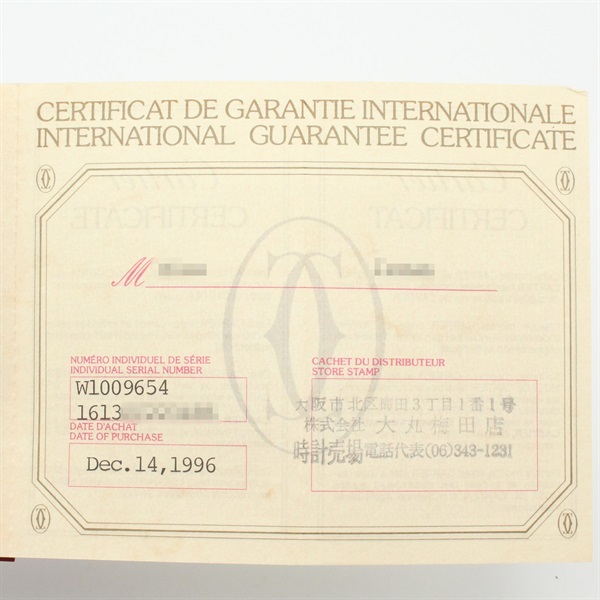 CERTIFICAT DE GARANTIE INTERNATIONALE
INTERNATIONAL GUARANTEE CERTIFICATE
M
NUMÉRO INDIVIDUEL DE SÉRIE
INDIVIDUAL SERIAL NUMBER
W1009654
1613
DATE D'ACHAT
DATE OF PURCHASE
Dec.14,1996
CACHET DU DISTRIBUTEUR
STORE STAMP
大阪市北区梅田3丁目1番1号
株式会社 大丸梅田店
時計売場 電話代表(06)343-1231